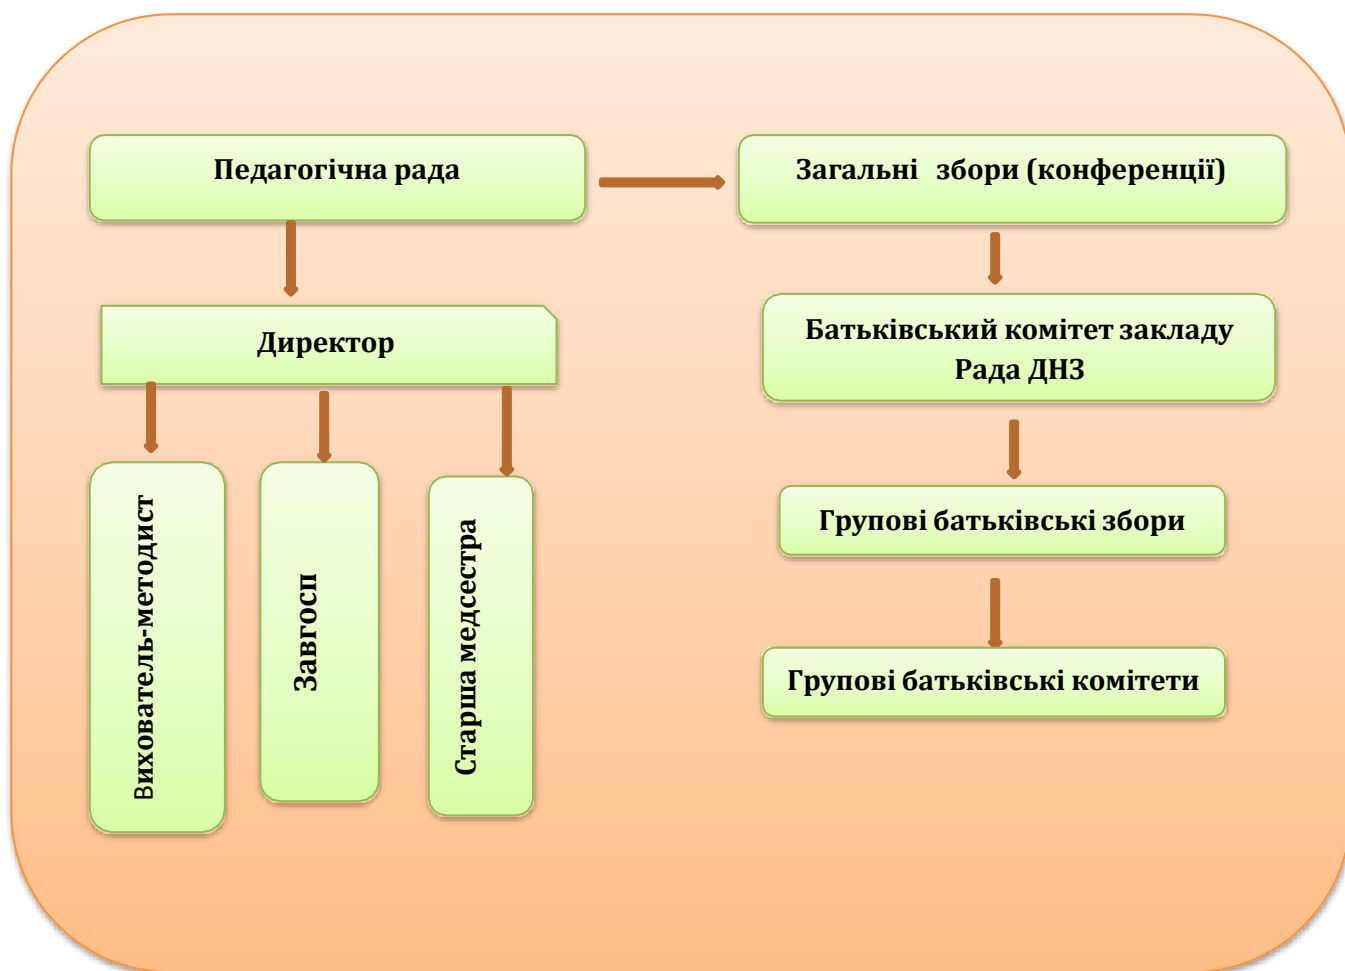 Педагогічна рада
Загальні збори (конференції)
Директор
Батьківський комітет закладу
Рада ДНЗ
Вихователь-методист
Завгосп
Старша медсестра
Групові батьківські збори
Групові батьківські комітети